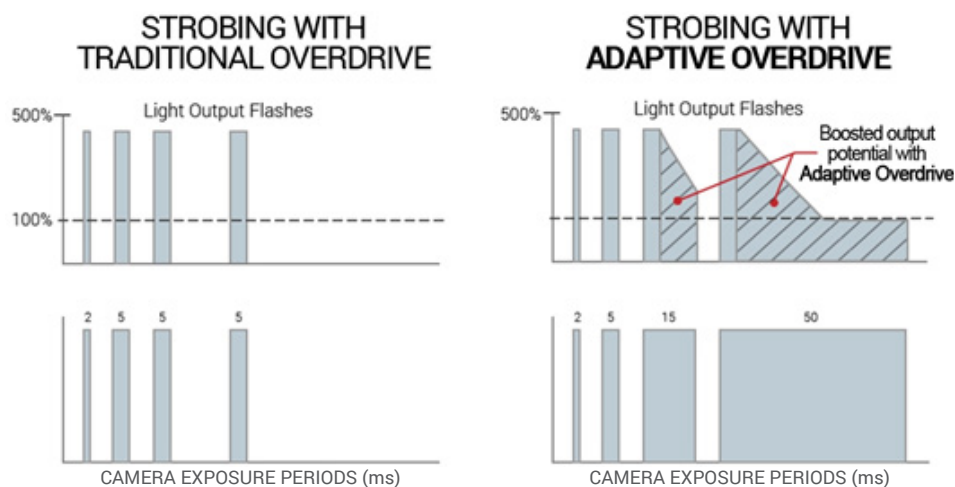 STROBING WITH
TRADITIONAL OVERDRIVE
500%
Light Output Flashes
100%
2 5 5 5
CAMERA EXPOSURE PERIODS (ms)
STROBING WITH
ADAPTIVE OVERDRIVE
500%
Light Output Flashes
Boosted output
potential with
Adaptive Overdrive
100%
2 5 15 50
CAMERA EXPOSURE PERIODS (ms)